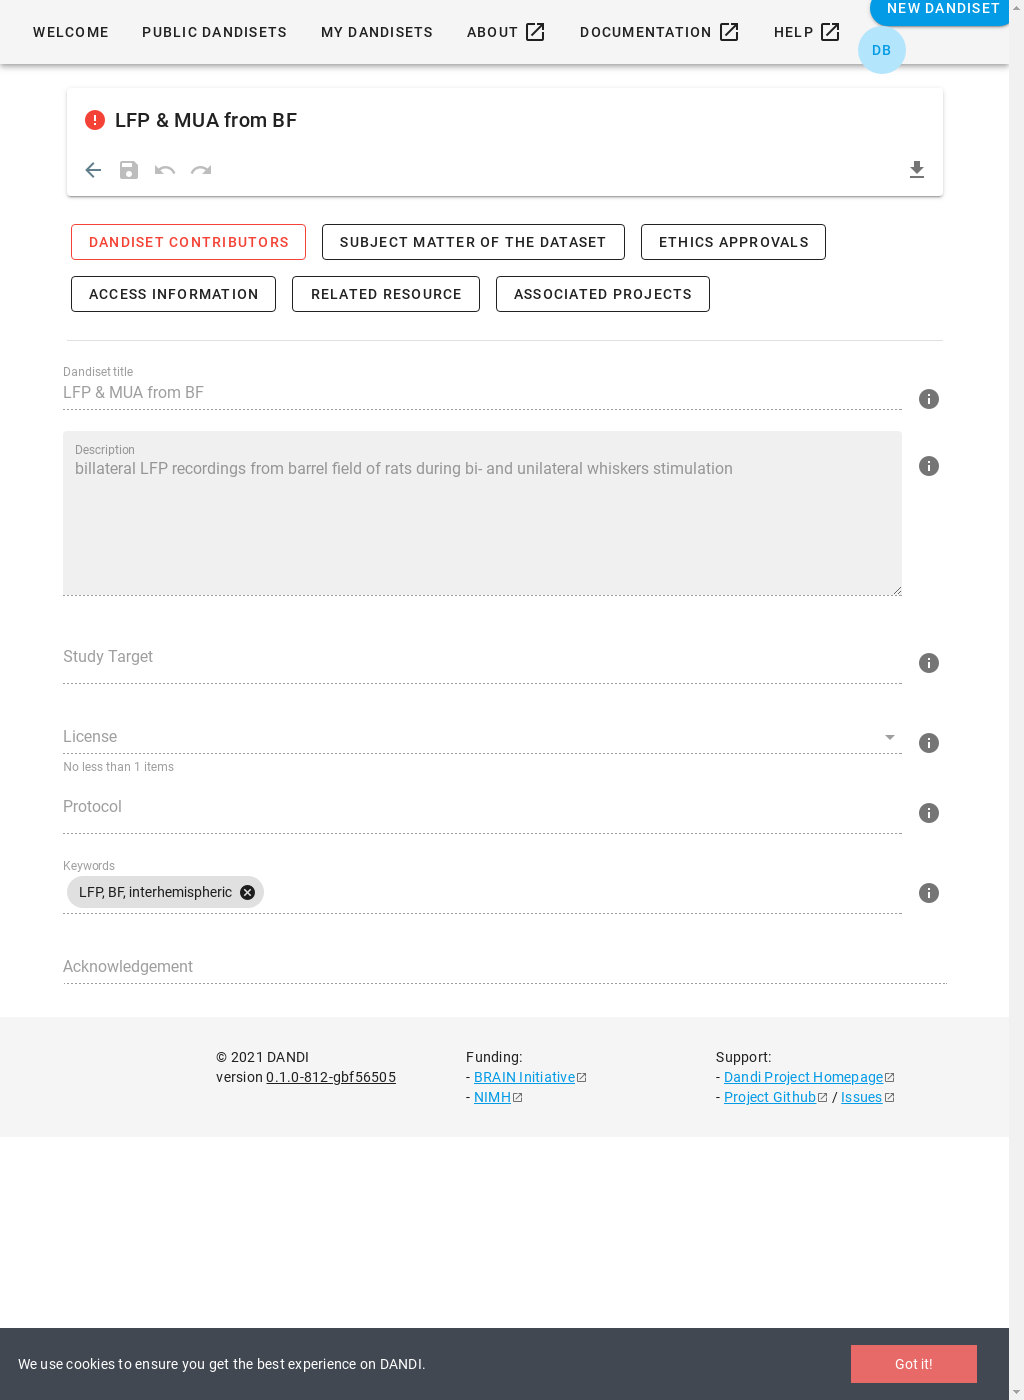 WELCOME PUBLIC DANDISETS MY DANDISETS ABOUT DOCUMENTATION HELP NEW DANDISET
DB
LFP & MUA from BF
DANDISET CONTRIBUTORS SUBJECT MATTER OF THE DATASET ETHICS APPROVALS
ACCESS INFORMATION RELATED RESOURCE ASSOCIATED PROJECTS
Dandiset title
LFP & MUA from BF
Description
billateral LFP recordings from barrel field of rats during bi- and unilateral whiskers stimulation
Study Target
License
No less than 1 items
Protocol
Keywords
LFP, BF, interhemispheric
Acknowledgement
© 2021 DANDI Funding: Support:
version 0.1.0-812-gbf56505 - BRAIN Initiative - Dandi Project Homepage
- NIMH - Project Github / Issues
We use cookies to ensure you get the best experience on DANDI. Got it!